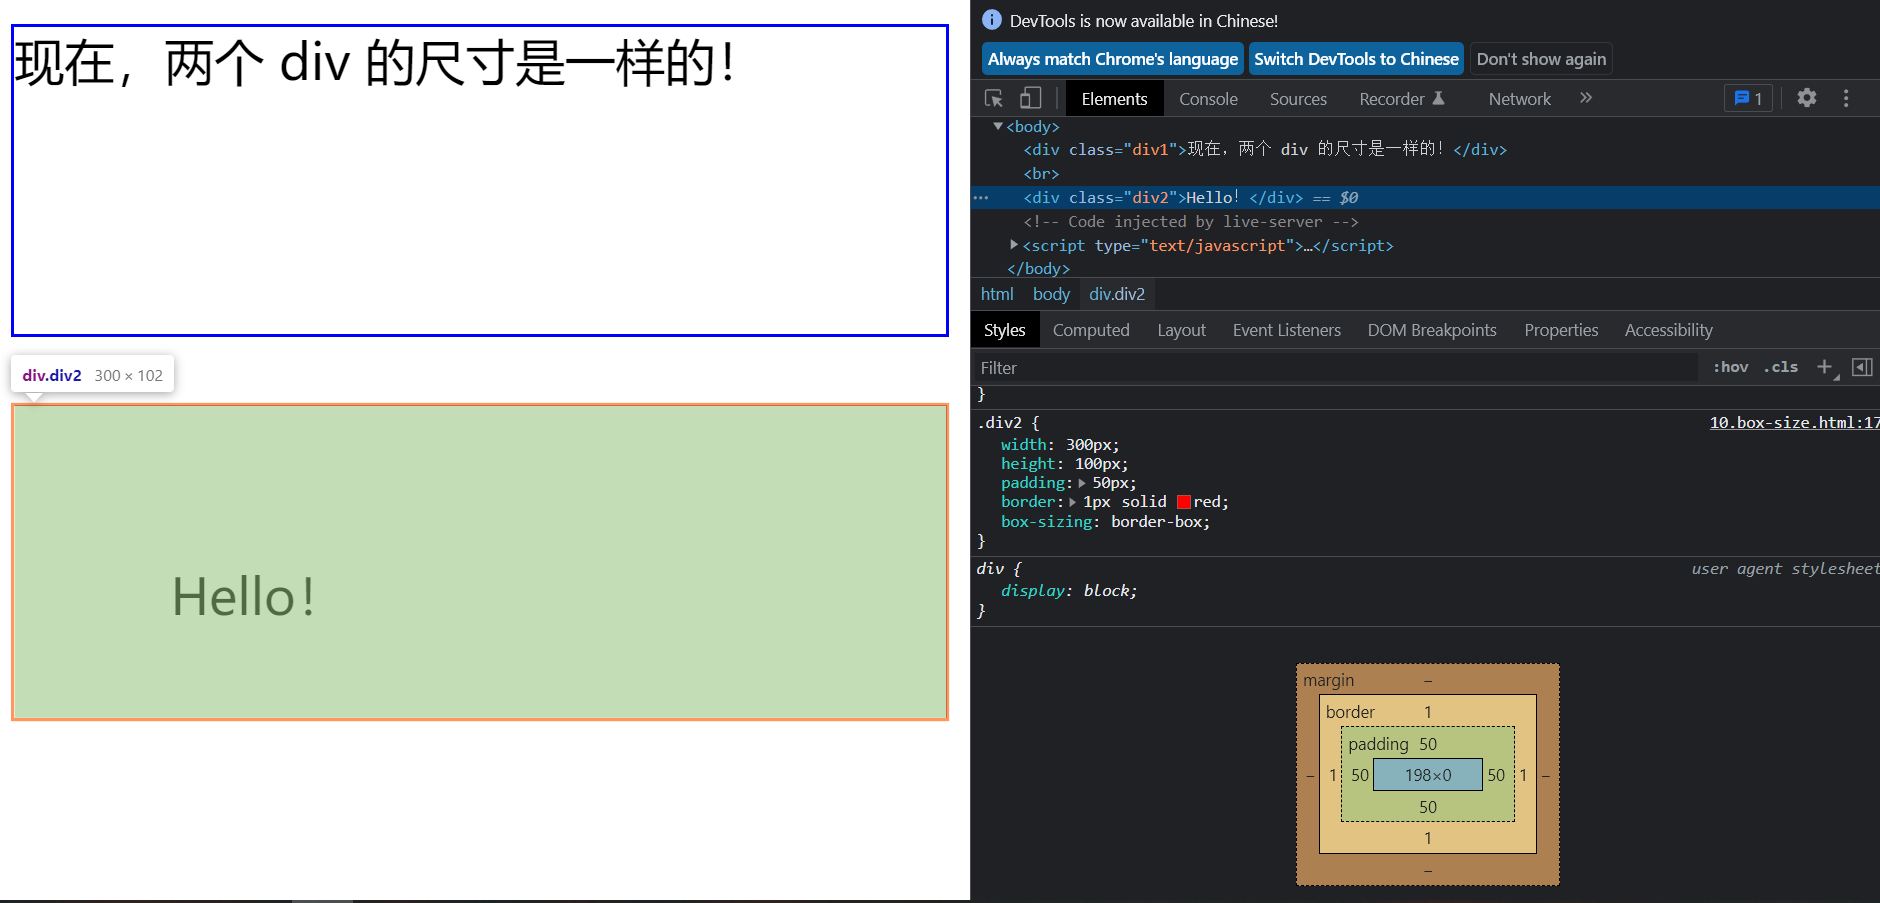 现在，两个 div 的尺寸是一样的！
div.div2 300 × 102
Hello！
DevTools is now available in Chinese!
Always match Chrome's language Switch DevTools to Chinese Don't show again
Elements Console Sources Recorder Network » 1
<body>
<div class="div1">现在，两个 div 的尺寸是一样的！</div>
<br>
<div class="div2">Hello！</div> == $0
<!-- Code injected by live-server -->
<script type="text/javascript">…</script>
</body>
html body div.div2
Styles Computed Layout Event Listeners DOM Breakpoints Properties Accessibility
Filter :hov .cls +
}
.div2 { 10.box-size.html:17
width: 300px;
height: 100px;
padding: 50px;
border: 1px solid red;
box-sizing: border-box;
}
div { user agent stylesheet
display: block;
}
margin –
border 1
padding 50
– 1 50 198×0 50 1 –
50
1
–